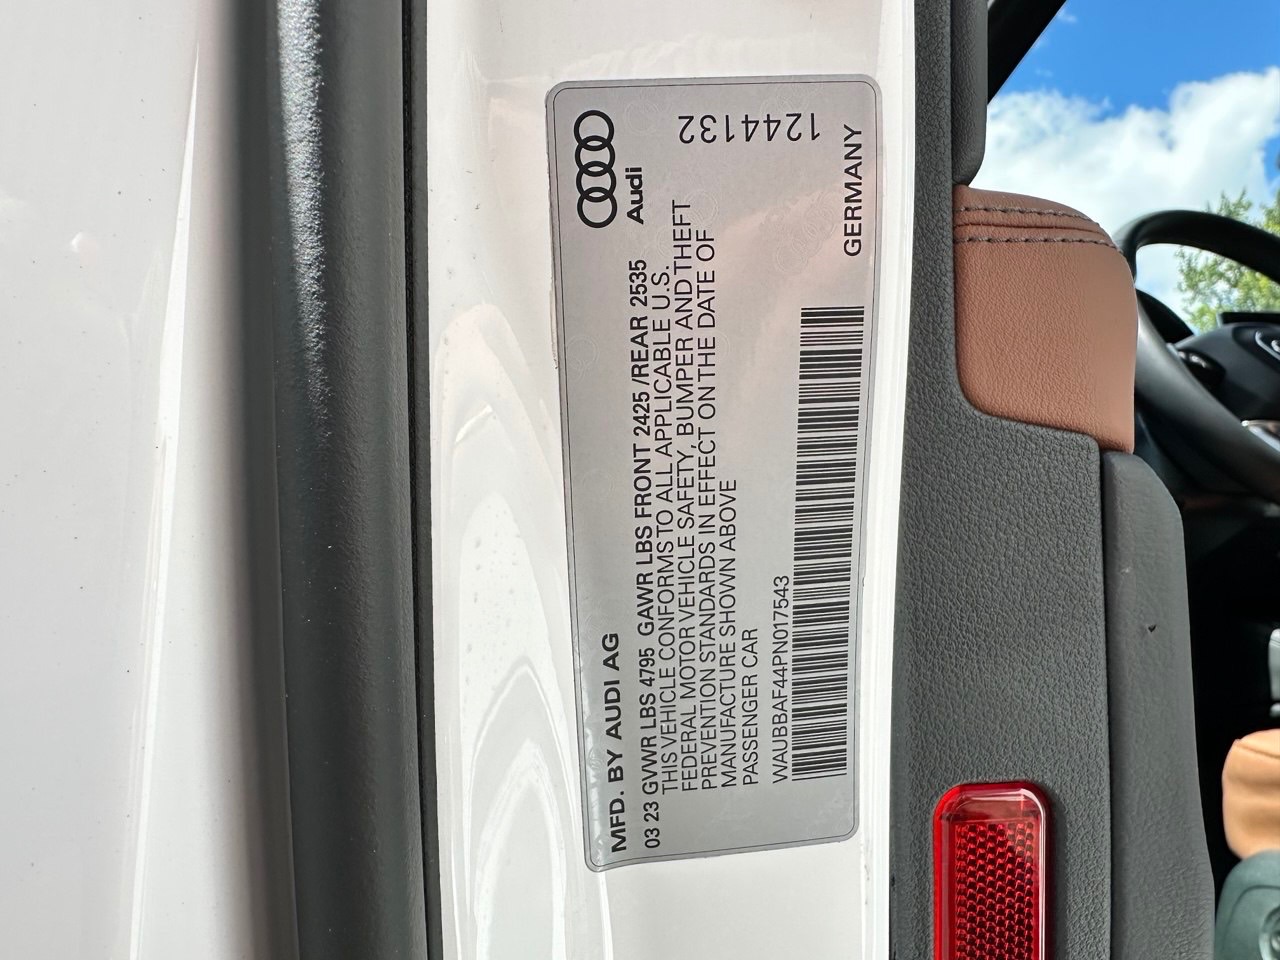 MFD. BY AUDI AG
Audi
03 23 GVWR LBS 4795 GAWR LBS FRONT 2425 /REAR 2535
THIS VEHICLE CONFORMS TO ALL APPLICABLE U.S.
FEDERAL MOTOR VEHICLE SAFETY, BUMPER AND THEFT
PREVENTION STANDARDS IN EFFECT ON THE DATE OF
MANUFACTURE SHOWN ABOVE
PASSENGER CAR
1244132
WAUBBAF44PN017543
1244132
GERMANY